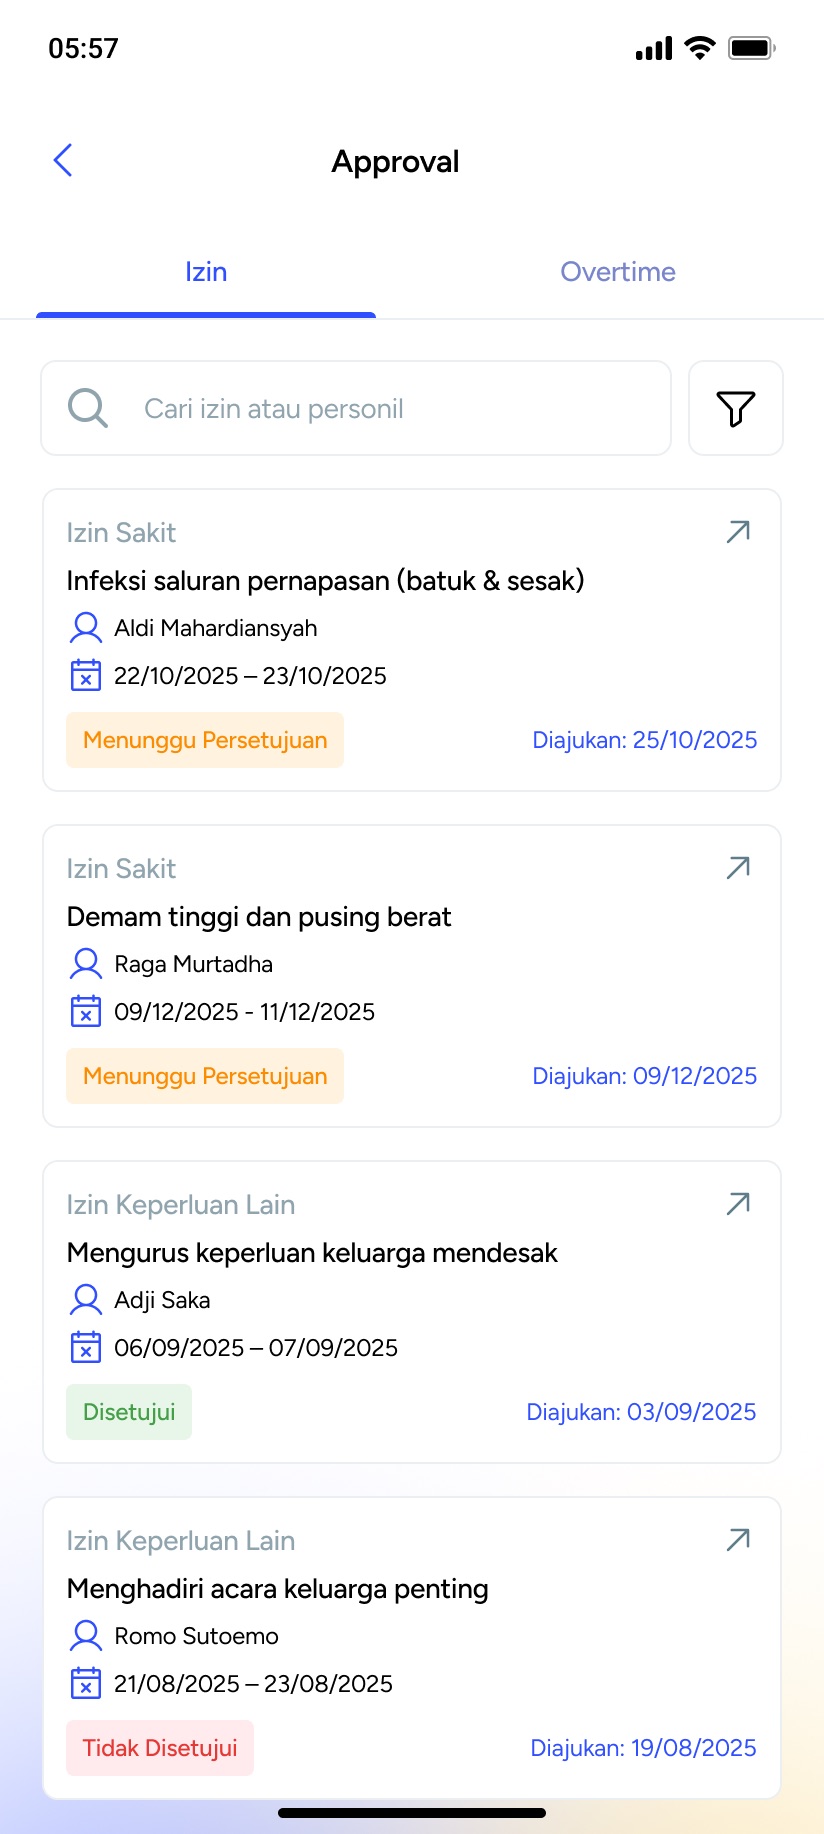 05:57
Approval
Izin
Overtime
Cari izin atau personil
Izin Sakit
Infeksi saluran pernapasan (batuk & sesak)
Aldi Mahardiansyah
22/10/2025 – 23/10/2025
Menunggu Persetujuan
Diajukan: 25/10/2025
Izin Sakit
Demam tinggi dan pusing berat
Raga Murtadha
09/12/2025 - 11/12/2025
Menunggu Persetujuan
Diajukan: 09/12/2025
Izin Keperluan Lain
Mengurus keperluan keluarga mendesak
Adji Saka
06/09/2025 – 07/09/2025
Disetujui
Diajukan: 03/09/2025
Izin Keperluan Lain
Menghadiri acara keluarga penting
Romo Sutoemo
21/08/2025 – 23/08/2025
Tidak Disetujui
Diajukan: 19/08/2025